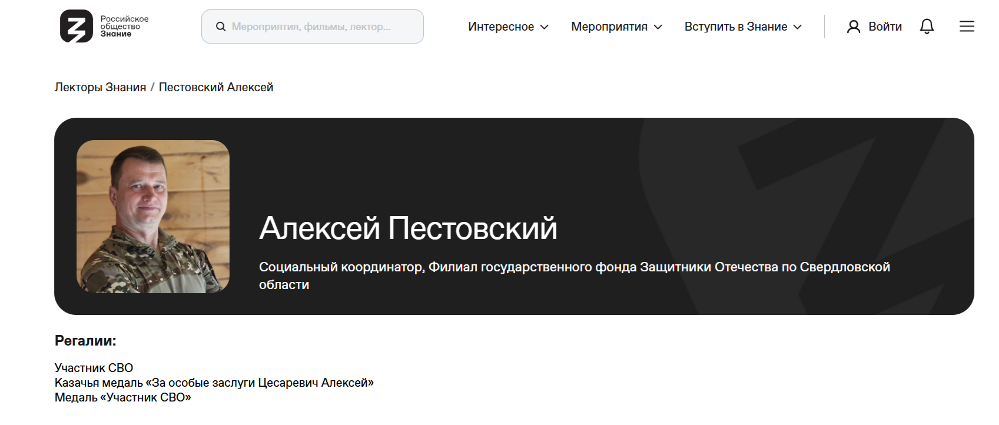 Российское
общество
Знание
Мероприятия, фильмы, лектор...
Интересное
Мероприятия
Вступить в Знание
Войти
Лекторы Знания / Пестовский Алексей
Алексей Пестовский
Социальный координатор, Филиал государственного фонда Защитники Отечества по Свердловской
области
Регалии:
Участник СВО
Казачья медаль «За особые заслуги Цесаревич Алексей»
Медаль «Участник СВО»